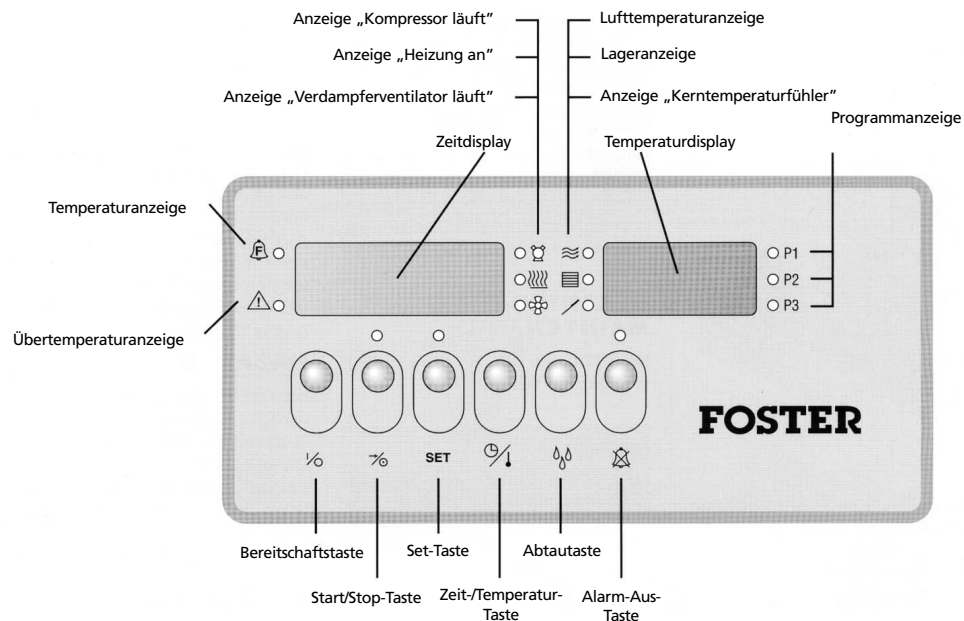 Anzeige „Kompressor läuft”
Lufttemperaturanzeige
Anzeige „Heizung an”
Lageranzeige
Anzeige „Verdampferventilator läuft”
Anzeige „Kerntemperaturfühler”
Programmanzeige
Zeitdisplay
Temperaturdisplay
Temperaturanzeige
F
P1
P2
P3
Übertemperaturanzeige
FOSTER
SET
Bereitschaftstaste
Set-Taste
Abtautaste
Start/Stop-Taste
Zeit-/Temperatur-
Taste
Alarm-Aus-
Taste